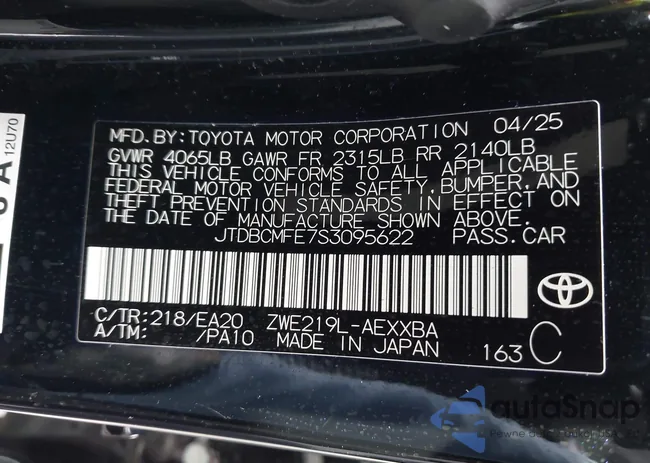 MFD.BY:TOYOTA MOTOR CORPORATION 04/25
GVWR 4065LB GAWR FR 2315LB RR 2140LB
THIS VEHICLE CONFORMS TO ALL APPLICABLE
FEDERAL MOTOR VEHICLE SAFETY,BUMPER,AND
THEFT PREVENTION STANDARDS IN EFFECT ON
THE DATE OF MANUFACTURE SHOWN ABOVE.
JTDBCMFE7S3095622 PASS.CAR
C/TR:218/EA20 ZWE219L-AEXXBA
A/TM: /PA10 MADE IN JAPAN
163 C
12U70
autoSnap